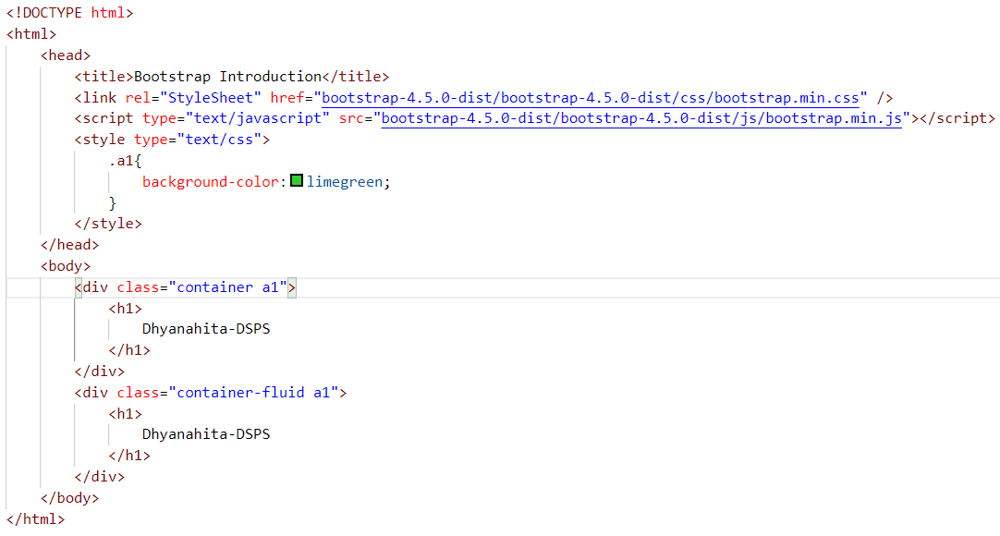 <!DOCTYPE html>
<html>
<head>
<title>Bootstrap Introduction</title>
<link rel="StyleSheet" href="bootstrap-4.5.0-dist/bootstrap-4.5.0-dist/css/bootstrap.min.css" />
<script type="text/javascript" src="bootstrap-4.5.0-dist/bootstrap-4.5.0-dist/js/bootstrap.min.js"></script>
<style type="text/css">
.a1{
background-color:limegreen;
}
</style>
</head>
<body>
<div class="container a1">
<h1>
Dhyanahita-DSPS
</h1>
</div>
<div class="container-fluid a1">
<h1>
Dhyanahita-DSPS
</h1>
</div>
</body>
</html>